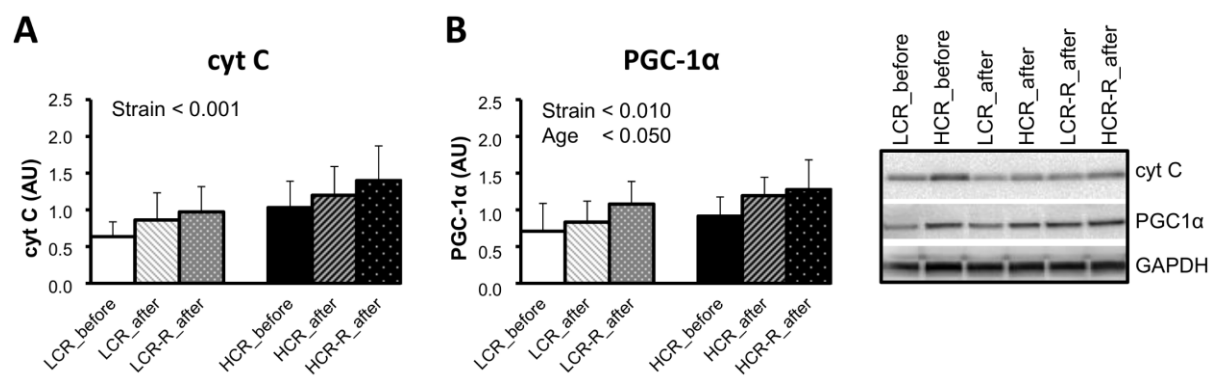 A
cyt C
Strain < 0.001
cyt C (AU)
2.5
2.0
1.5
1.0
0.5
0.0
LCR_before
LCR_after
LCR-R_after
HCR_before
HCR_after
HCR-R_after
B
PGC-1α
Strain < 0.010
Age < 0.050
PGC-1α (AU)
2.5
2.0
1.5
1.0
0.5
0.0
LCR_before
LCR_after
LCR-R_after
HCR_before
HCR_after
HCR-R_after
LCR_before
HCR_before
LCR_after
HCR_after
LCR-R_after
HCR-R_after
cyt C
PGC1α
GAPDH